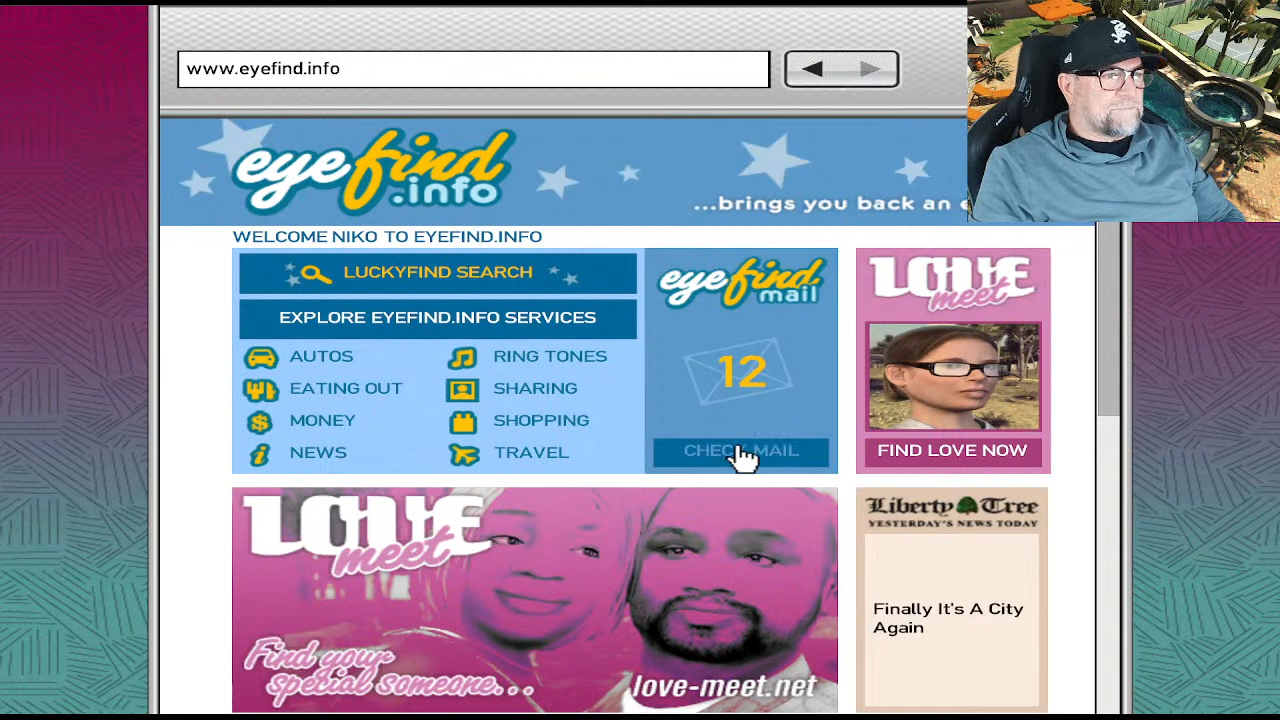 www.eyefind.info
eyefind
.info
...brings you back an e
WELCOME NIKO TO EYEFIND.INFO
LUCKYFIND SEARCH
EXPLORE EYEFIND.INFO SERVICES
AUTOS
RING TONES
EATING OUT
SHARING
MONEY
SHOPPING
NEWS
TRAVEL
eyefind
mail
12
CHECK MAIL
LOVE
meet
FIND LOVE NOW
LOVE
meet
Find your
special someone...
love-meet.net
Liberty Tree
YESTERDAY'S NEWS TODAY
Finally It's A City
Again